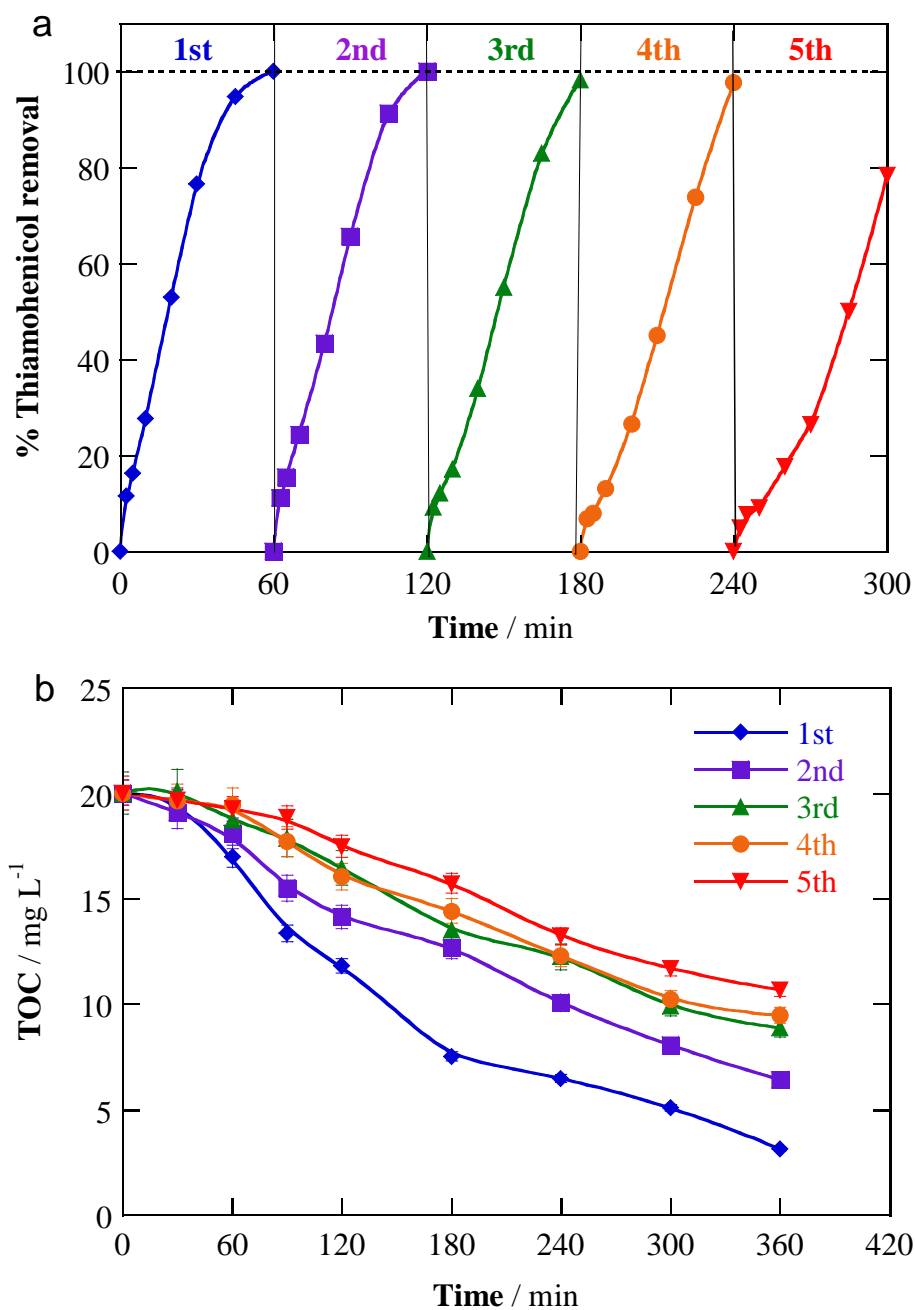 a
1st 2nd 3rd 4th 5th
100
80
60
40
20
0
% Thiamohenicol removal
0 60 120 180 240 300
Time / min
b
25
20
15
10
5
0
TOC / mg L⁻¹
1st
2nd
3rd
4th
5th
0 60 120 180 240 300 360 420
Time / min